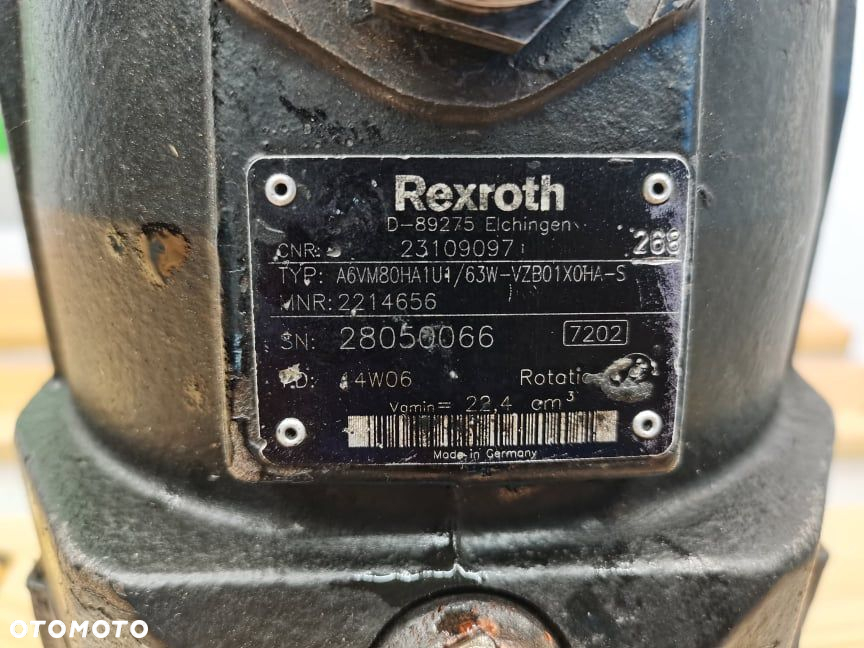 Rexroth
D-89275 Elchingen
CNR: 23109097 268
TYP: A6VM80HA1U1/63W-VZB01X0HA-S
MNR: 2214656
SN: 28050066 7202
FD: 14W06
Vgmin= 22,4 cm³
Made in Germany
OTOMOTO